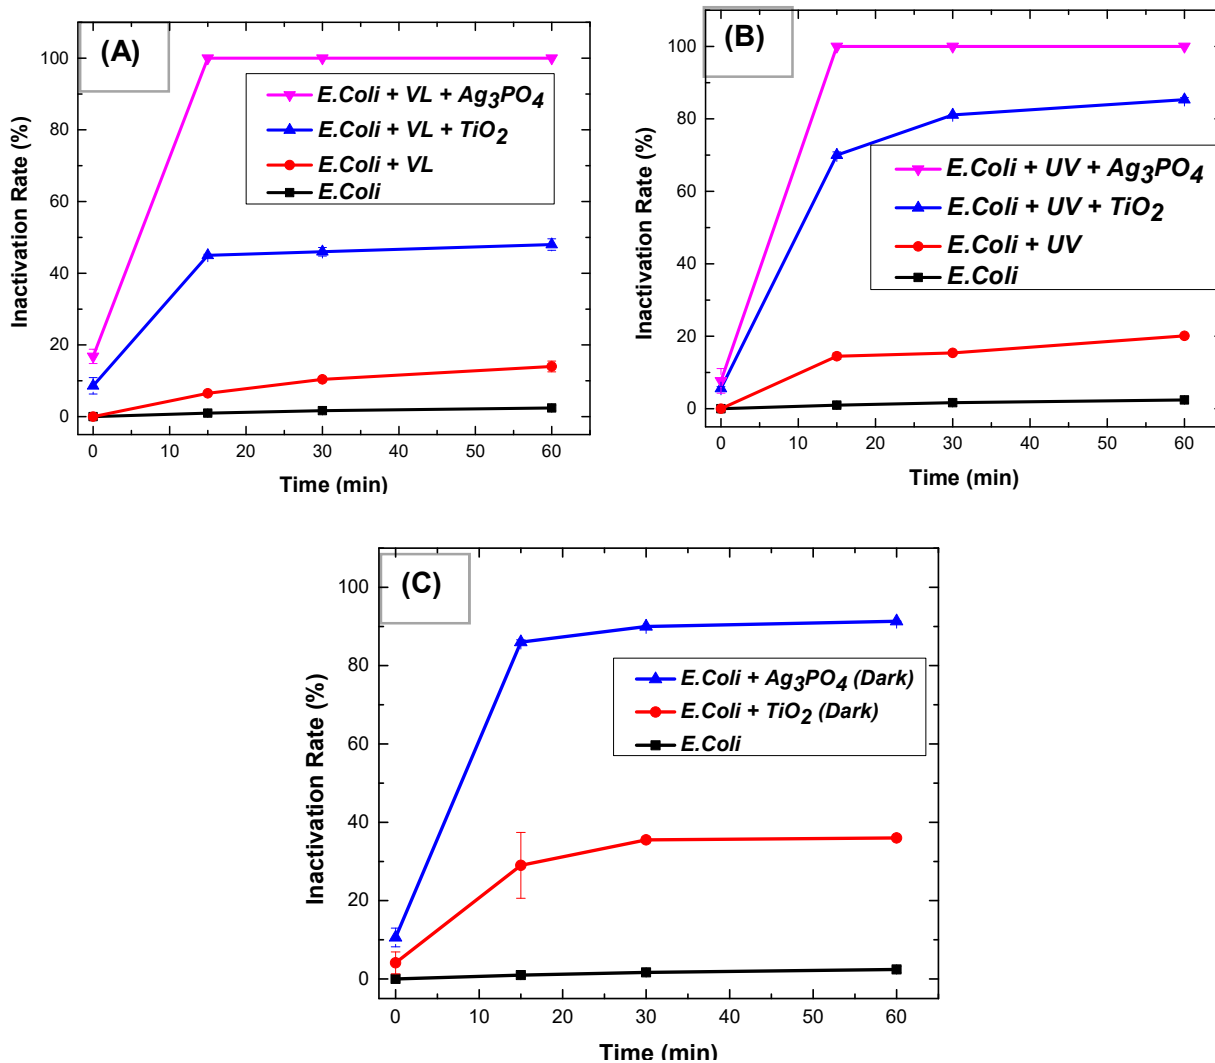 (A)
E.Coli + VL + Ag3PO4
E.Coli + VL + TiO2
E.Coli + VL
E.Coli
Inactivation Rate (%)
100
80
60
40
20
0
0 10 20 30 40 50 60
Time (min)
(B)
E.Coli + UV + Ag3PO4
E.Coli + UV + TiO2
E.Coli + UV
E.Coli
Inactivation Rate (%)
100
80
60
40
20
0
0 10 20 30 40 50 60
Time (min)
(C)
E.Coli + Ag3PO4 (Dark)
E.Coli + TiO2 (Dark)
E.Coli
Inactivation Rate (%)
100
80
60
40
20
0
0 10 20 30 40 50 60
Time (min)